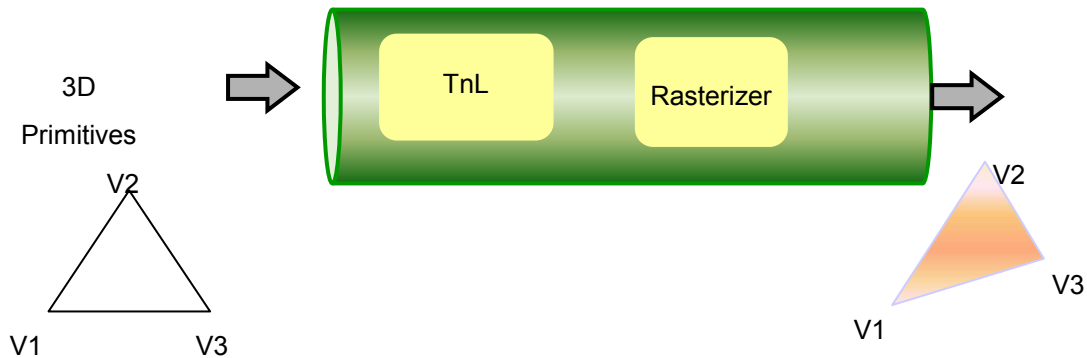 3D
Primitives
TnL
Rasterizer
V2
V1
V3
V2
V3
V1